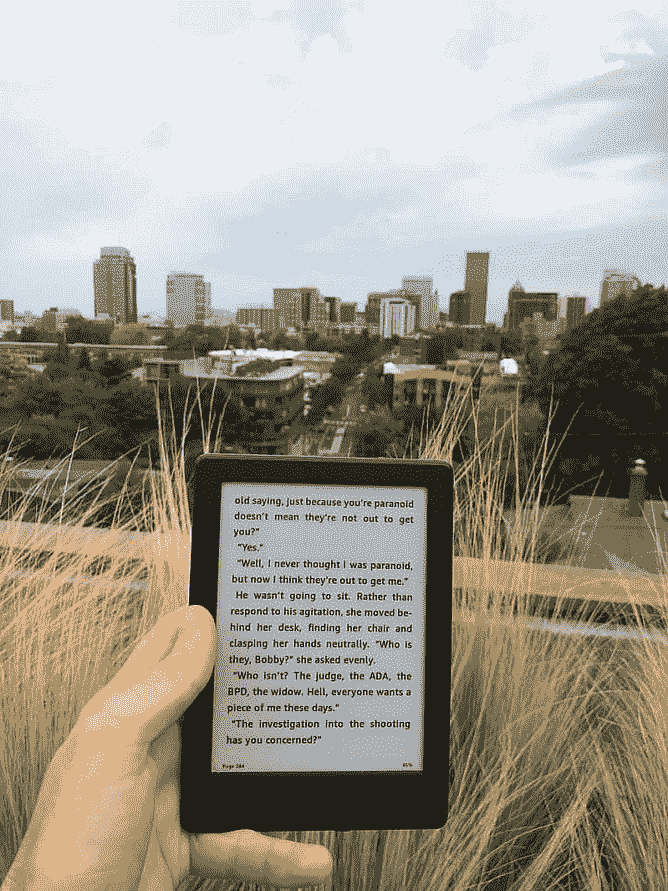 old saying, just because you're paranoid
doesn't mean they're not out to get
you?"
"Yes."
"Well, I never thought I was paranoid,
but now I think they're out to get me."
He wasn't going to sit. Rather than
respond to his agitation, she moved be-
hind her desk, finding her chair and
clasping her hands neutrally. "Who is
they, Bobby?" she asked evenly.
"Who isn't? The judge, the ADA, the
BPD, the widow. Hell, everyone wants a
piece of me these days."
"The investigation into the shooting
has you concerned?"
Page